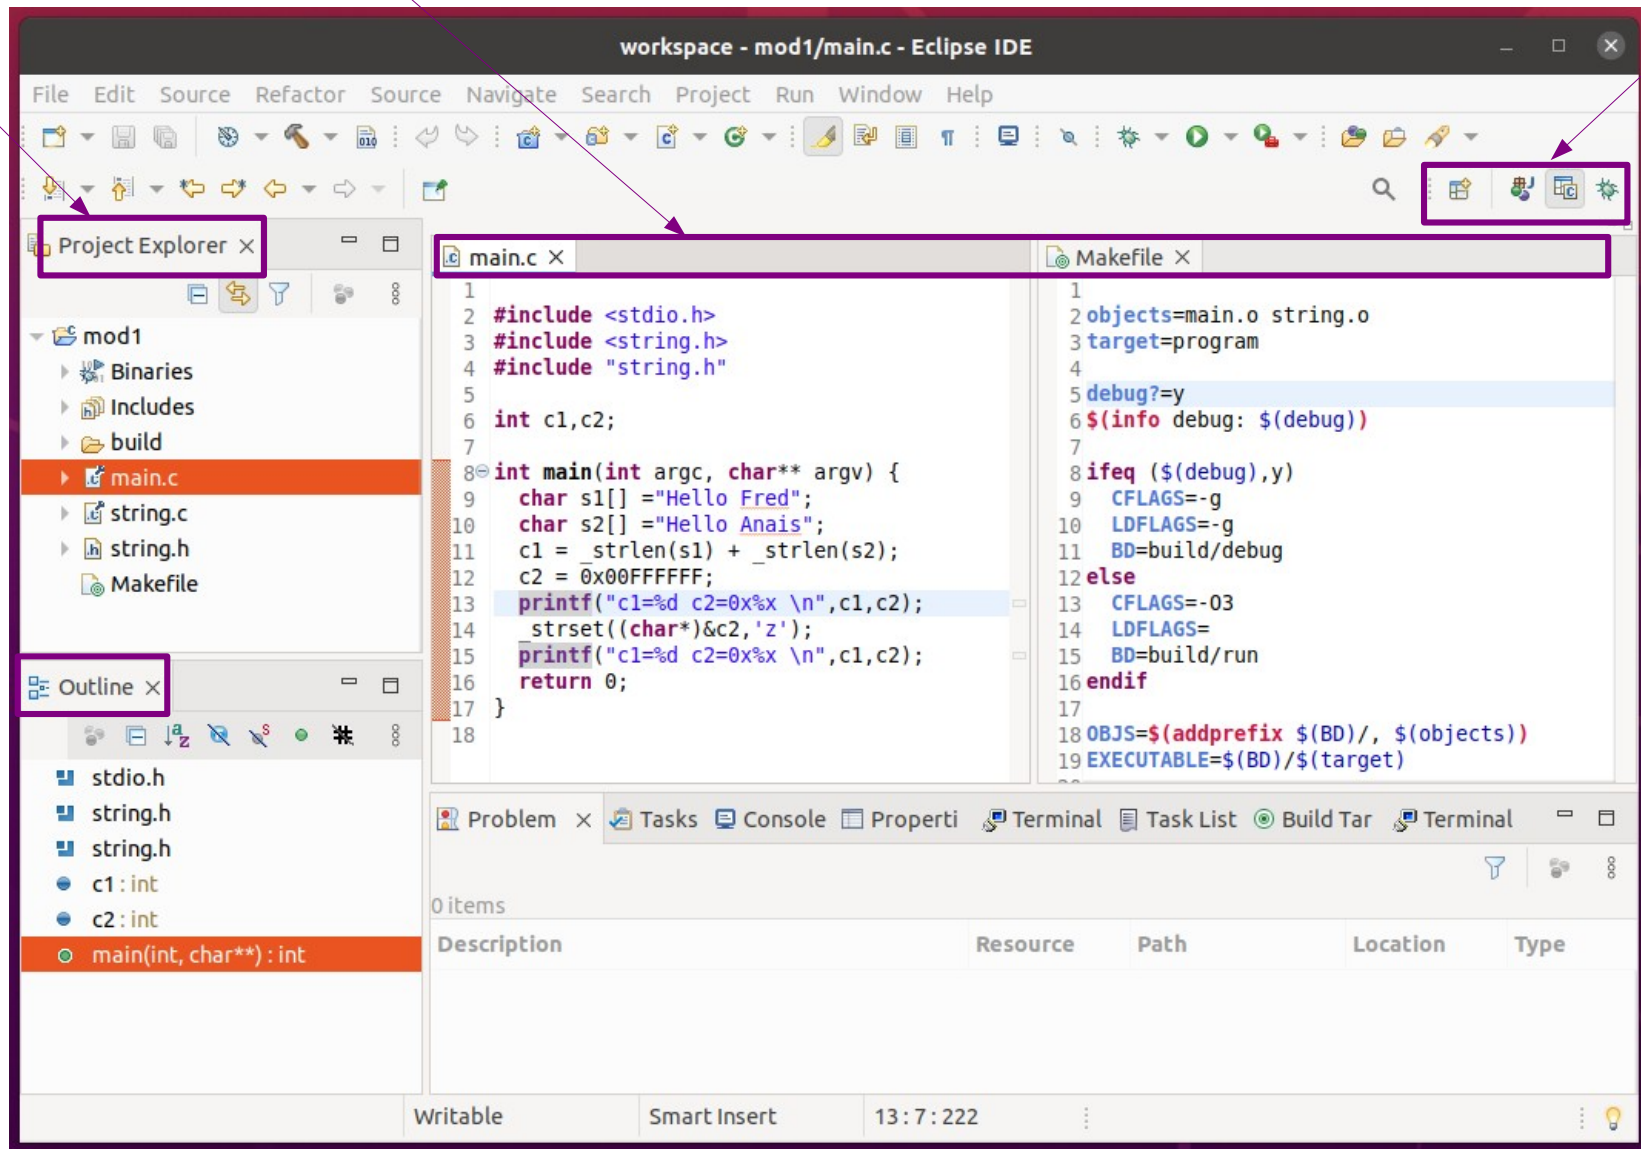 workspace - mod1/main.c - Eclipse IDE
File Edit Source Refactor Source Navigate Search Project Run Window Help
Project Explorer
mod1
Binaries
Includes
build
main.c
string.c
string.h
Makefile
Outline
stdio.h
string.h
string.h
c1 : int
c2 : int
main(int, char**) : int
main.c
1
2 #include <stdio.h>
3 #include <string.h>
4 #include "string.h"
5
6 int c1,c2;
7
8 int main(int argc, char** argv) {
9 char s1[] ="Hello Fred";
10 char s2[] ="Hello Anais";
11 c1 = _strlen(s1) + _strlen(s2);
12 c2 = 0x00FFFFFF;
13 printf("c1=%d c2=0x%x \n",c1,c2);
14 _strset((char*)&c2,'z');
15 printf("c1=%d c2=0x%x \n",c1,c2);
16 return 0;
17 }
18
Makefile
1
2 objects=main.o string.o
3 target=program
4
5 debug?=y
6 $(info debug: $(debug))
7
8 ifeq ($(debug),y)
9 CFLAGS=-g
10 LDFLAGS=-g
11 BD=build/debug
12 else
13 CFLAGS=-O3
14 LDFLAGS=
15 BD=build/run
16 endif
17
18 OBJS=$(addprefix $(BD)/, $(objects))
19 EXECUTABLE=$(BD)/$(target)
Problem Tasks Console Properti Terminal Task List Build Tar Terminal
0 items
Description Resource Path Location Type
Writable Smart Insert 13 : 7 : 222